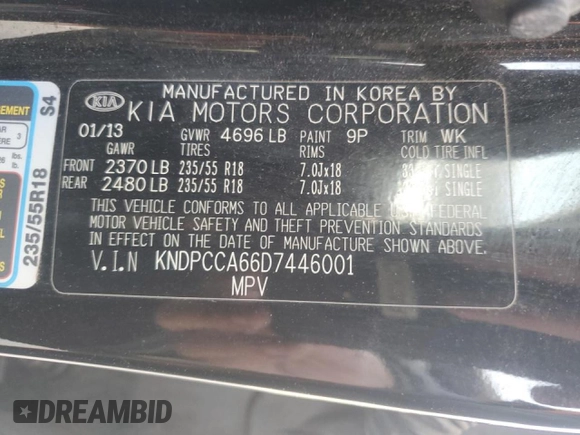 MANUFACTURED IN KOREA BY
KIA KIA MOTORS CORPORATION
01/13 GVWR 4696 LB PAINT 9P TRIM WK
GAWR TIRES RIMS COLD TIRE INFL
FRONT 2370 LB 235/55 R18 7.0Jx18 SINGLE
REAR 2480 LB 235/55 R18 7.0Jx18 SINGLE
THIS VEHICLE CONFORMS TO ALL APPLICABLE FEDERAL
MOTOR VEHICLE SAFETY AND THEFT PREVENTION STANDARDS
IN EFFECT ON THE DATE OF MANUFACTURE SHOWN ABOVE.
V.I.N KNDPCCA66D7446001
MPV
235/55R18 S4
DREAMBID